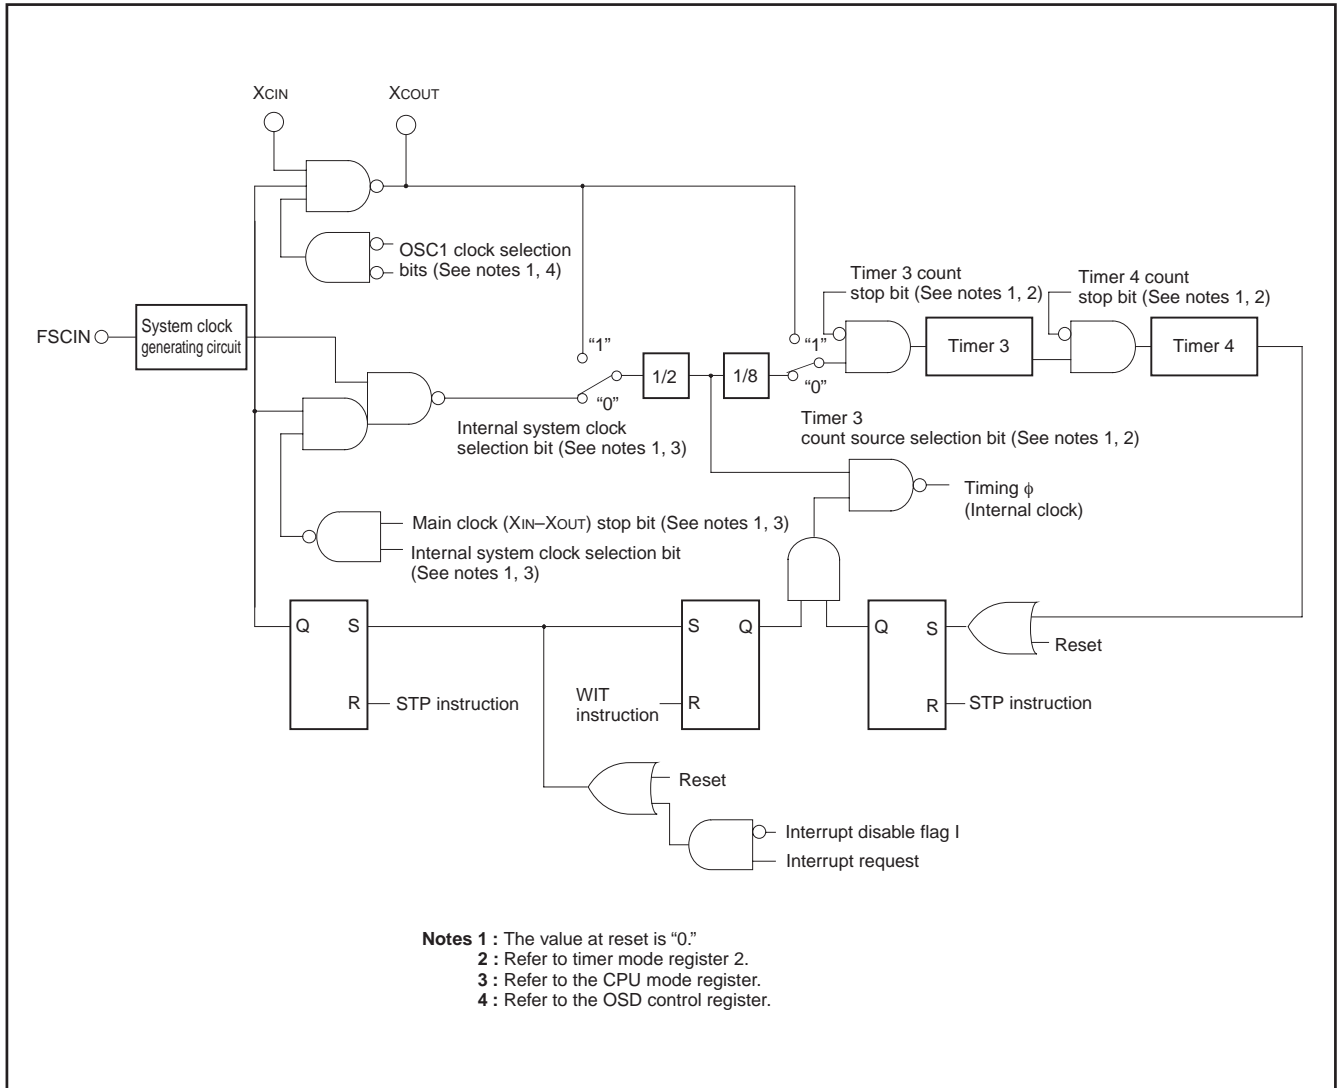 XCIN
XCOUT
OSC1 clock selection
bits (See notes 1, 4)
Timer 3 count
stop bit (See notes 1, 2)
Timer 4 count
stop bit (See notes 1, 2)
FSCIN
System clock
generating circuit
“1”
“0”
1/2
1/8
“1”
“0”
Timer 3
Timer 4
Internal system clock
selection bit (See notes 1, 3)
Timer 3
count source selection bit (See notes 1, 2)
Timing ϕ
(Internal clock)
Main clock (XIN–XOUT) stop bit (See notes 1, 3)
Internal system clock selection bit
(See notes 1, 3)
Q S
R
STP instruction
S Q
R
WIT
instruction
Q S
R
Reset
STP instruction
Reset
Interrupt disable flag I
Interrupt request
Notes 1 : The value at reset is “0.”
2 : Refer to timer mode register 2.
3 : Refer to the CPU mode register.
4 : Refer to the OSD control register.